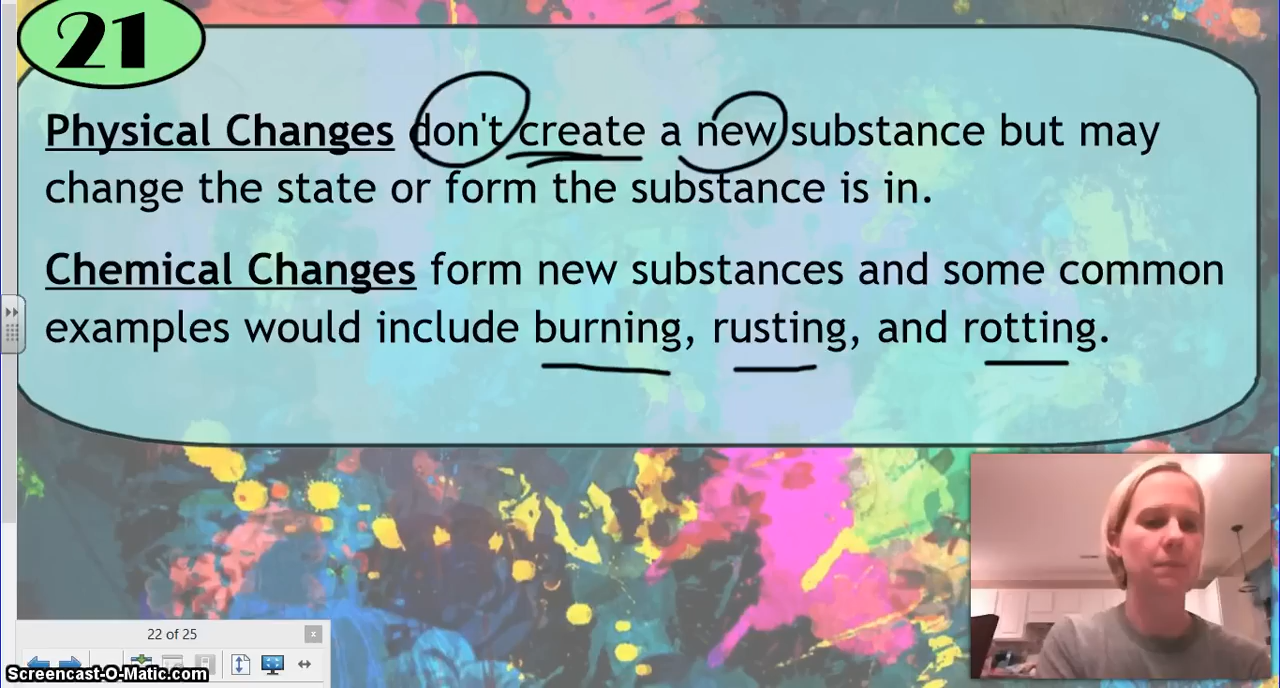 21
Physical Changes don't create a new substance but may
change the state or form the substance is in.
Chemical Changes form new substances and some common
examples would include burning, rusting, and rotting.
22 of 25
Screencast-O-Matic.com